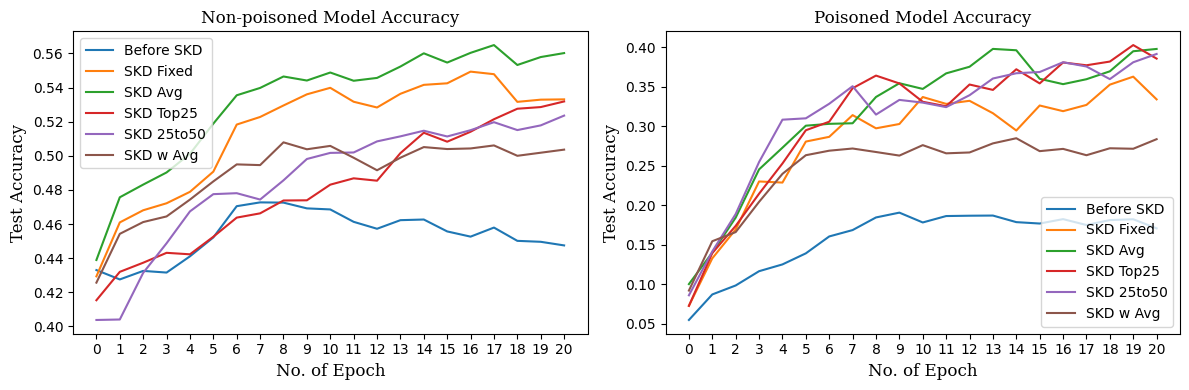 Non-poisoned Model Accuracy
Test Accuracy
0.56
0.54
0.52
0.50
0.48
0.46
0.44
0.42
0.40
Before SKD
SKD Fixed
SKD Avg
SKD Top25
SKD 25to50
SKD w Avg
0 1 2 3 4 5 6 7 8 9 10 11 12 13 14 15 16 17 18 19 20
No. of Epoch
Poisoned Model Accuracy
Test Accuracy
0.40
0.35
0.30
0.25
0.20
0.15
0.10
0.05
Before SKD
SKD Fixed
SKD Avg
SKD Top25
SKD 25to50
SKD w Avg
0 1 2 3 4 5 6 7 8 9 10 11 12 13 14 15 16 17 18 19 20
No. of Epoch